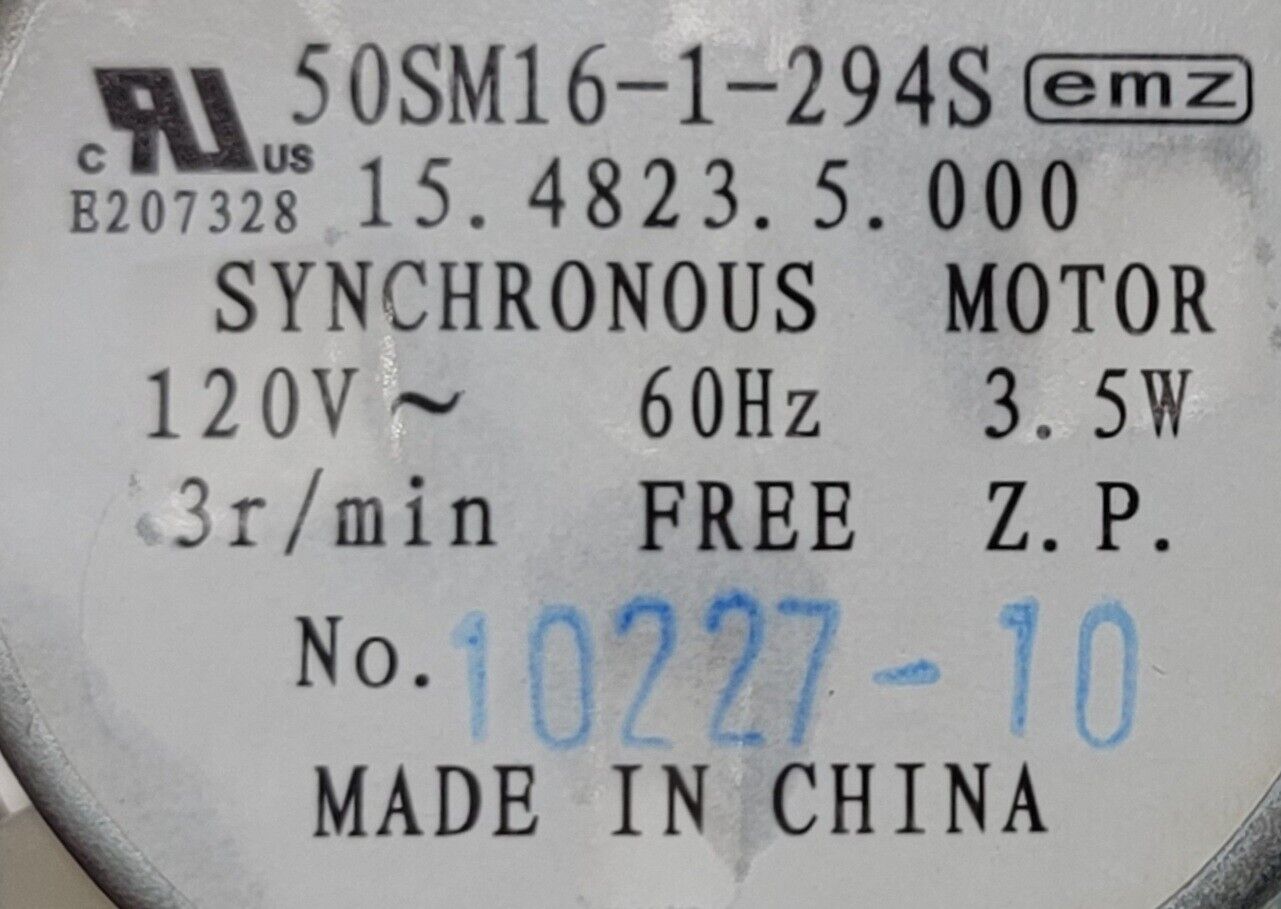 50SM16-1-294S emz
c RU US
E207328 15.4823.5.000
SYNCHRONOUS MOTOR
120V~ 60Hz 3.5W
3r/min FREE Z.P.
No. 10227-10
MADE IN CHINA